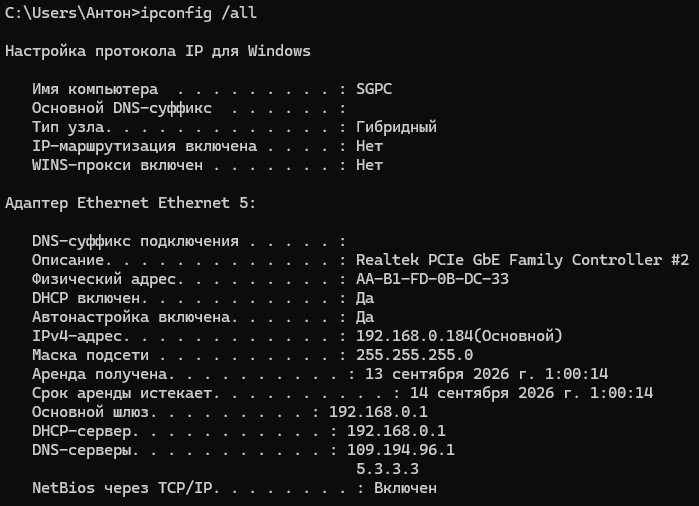 C:\Users\Антон>ipconfig /all
Настройка протокола IP для Windows
Имя компьютера  . . . . . . . . . : SGPC
Основной DNS-суффикс  . . . . . . :
Тип узла. . . . . . . . . . . . . : Гибридный
IP-маршрутизация включена . . . . : Нет
WINS-прокси включен . . . . . . . : Нет
Адаптер Ethernet Ethernet 5:
DNS-суффикс подключения . . . . . :
Описание. . . . . . . . . . . . . : Realtek PCIe GbE Family Controller #2
Физический адрес. . . . . . . . . : AA-B1-FD-0B-DC-33
DHCP включен. . . . . . . . . . . : Да
Автонастройка включена. . . . . . : Да
IPv4-адрес. . . . . . . . . . . . : 192.168.0.184(Основной)
Маска подсети . . . . . . . . . . : 255.255.255.0
Аренда получена. . . . . . . . . . : 13 сентября 2026 г. 1:00:14
Срок аренды истекает. . . . . . . . . . : 14 сентября 2026 г. 1:00:14
Основной шлюз. . . . . . . . . : 192.168.0.1
DHCP-сервер. . . . . . . . . . . : 192.168.0.1
DNS-серверы. . . . . . . . . . . : 109.194.96.1
5.3.3.3
NetBios через TCP/IP. . . . . . . . : Включен